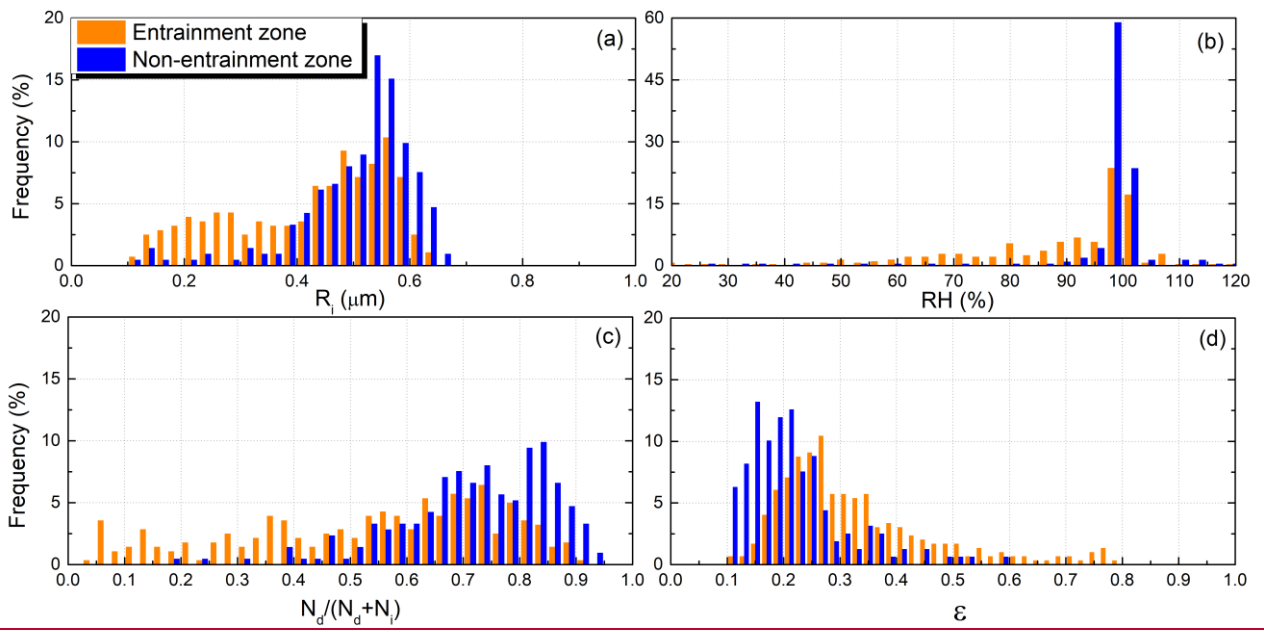 Entrainment zone
Non-entrainment zone
(a)
20
15
10
5
0
Frequency (%)
0.0 0.2 0.4 0.6 0.8 1.0
R_i (μm)
(b)
60
45
30
15
0
20 30 40 50 60 70 80 90 100 110 120
RH (%)
(c)
20
15
10
5
0
Frequency (%)
0.0 0.1 0.2 0.3 0.4 0.5 0.6 0.7 0.8 0.9 1.0
N_d/(N_d+N_i)
(d)
20
15
10
5
0
0.0 0.1 0.2 0.3 0.4 0.5 0.6 0.7 0.8 0.9 1.0
ε